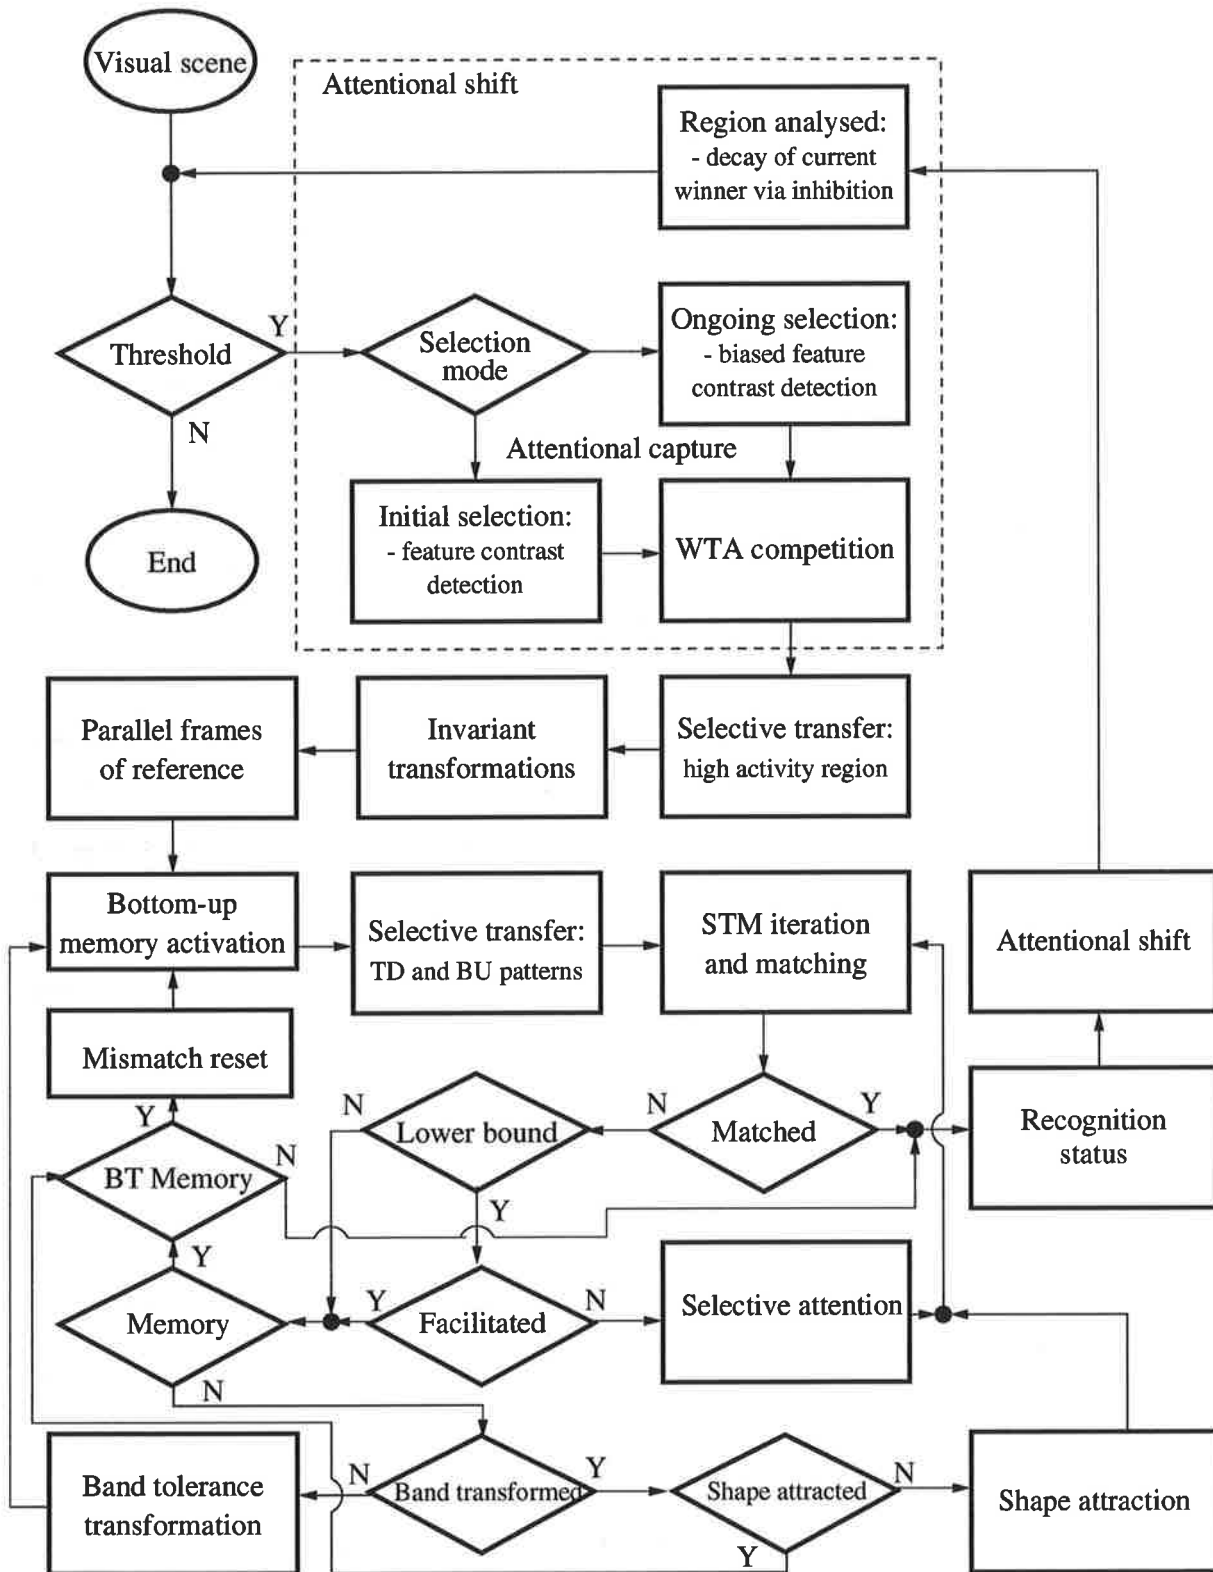 Visual scene
Attentional shift
Region analysed:
- decay of current
winner via inhibition
Threshold
Y
N
Selection
mode
Ongoing selection:
- biased feature
contrast detection
Attentional capture
End
Initial selection:
- feature contrast
detection
WTA competition
Parallel frames
of reference
Invariant
transformations
Selective transfer:
high activity region
Bottom-up
memory activation
Selective transfer:
TD and BU patterns
STM iteration
and matching
Attentional shift
Mismatch reset
Y
BT Memory
N
N
Lower bound
Y
N
Matched
Y
Recognition
status
Y
Memory
N
Y
Facilitated
N
Selective attention
Band tolerance
transformation
N
Band transformed
Y
Shape attracted
N
Y
Shape attraction